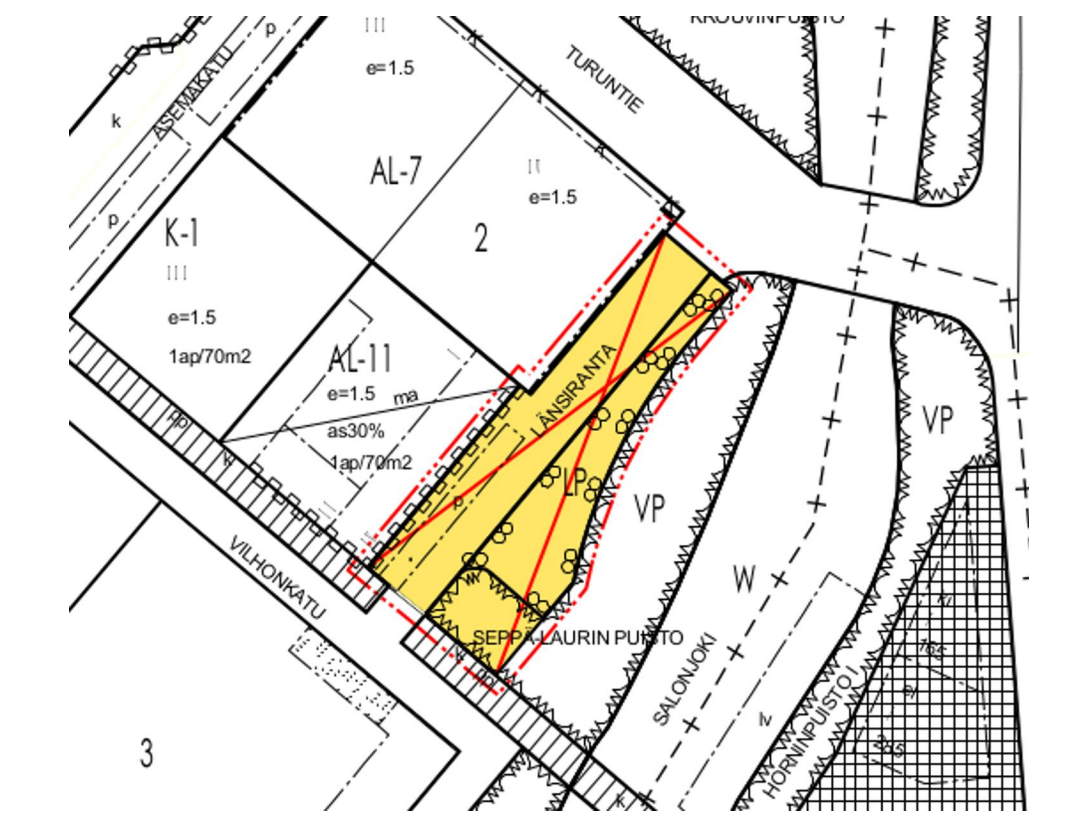 KROUVINPUISTO
p
III
e=1.5
TURUNTIE
k
ASEMAKATU
K
K
K
AL-7
II
e=1.5
p
K-1
2
III
e=1.5
1ap/70m2
AL-11
e=1.5
ma
as30%
1ap/70m2
LÄNSIRANTA
pp
k
LP
p
VP
VP
VILHONKATU
W
SEPPÄ-LAURIN PUISTO
k
pp
SALONJOKI
lv
HORNINPUISTO I
3
k